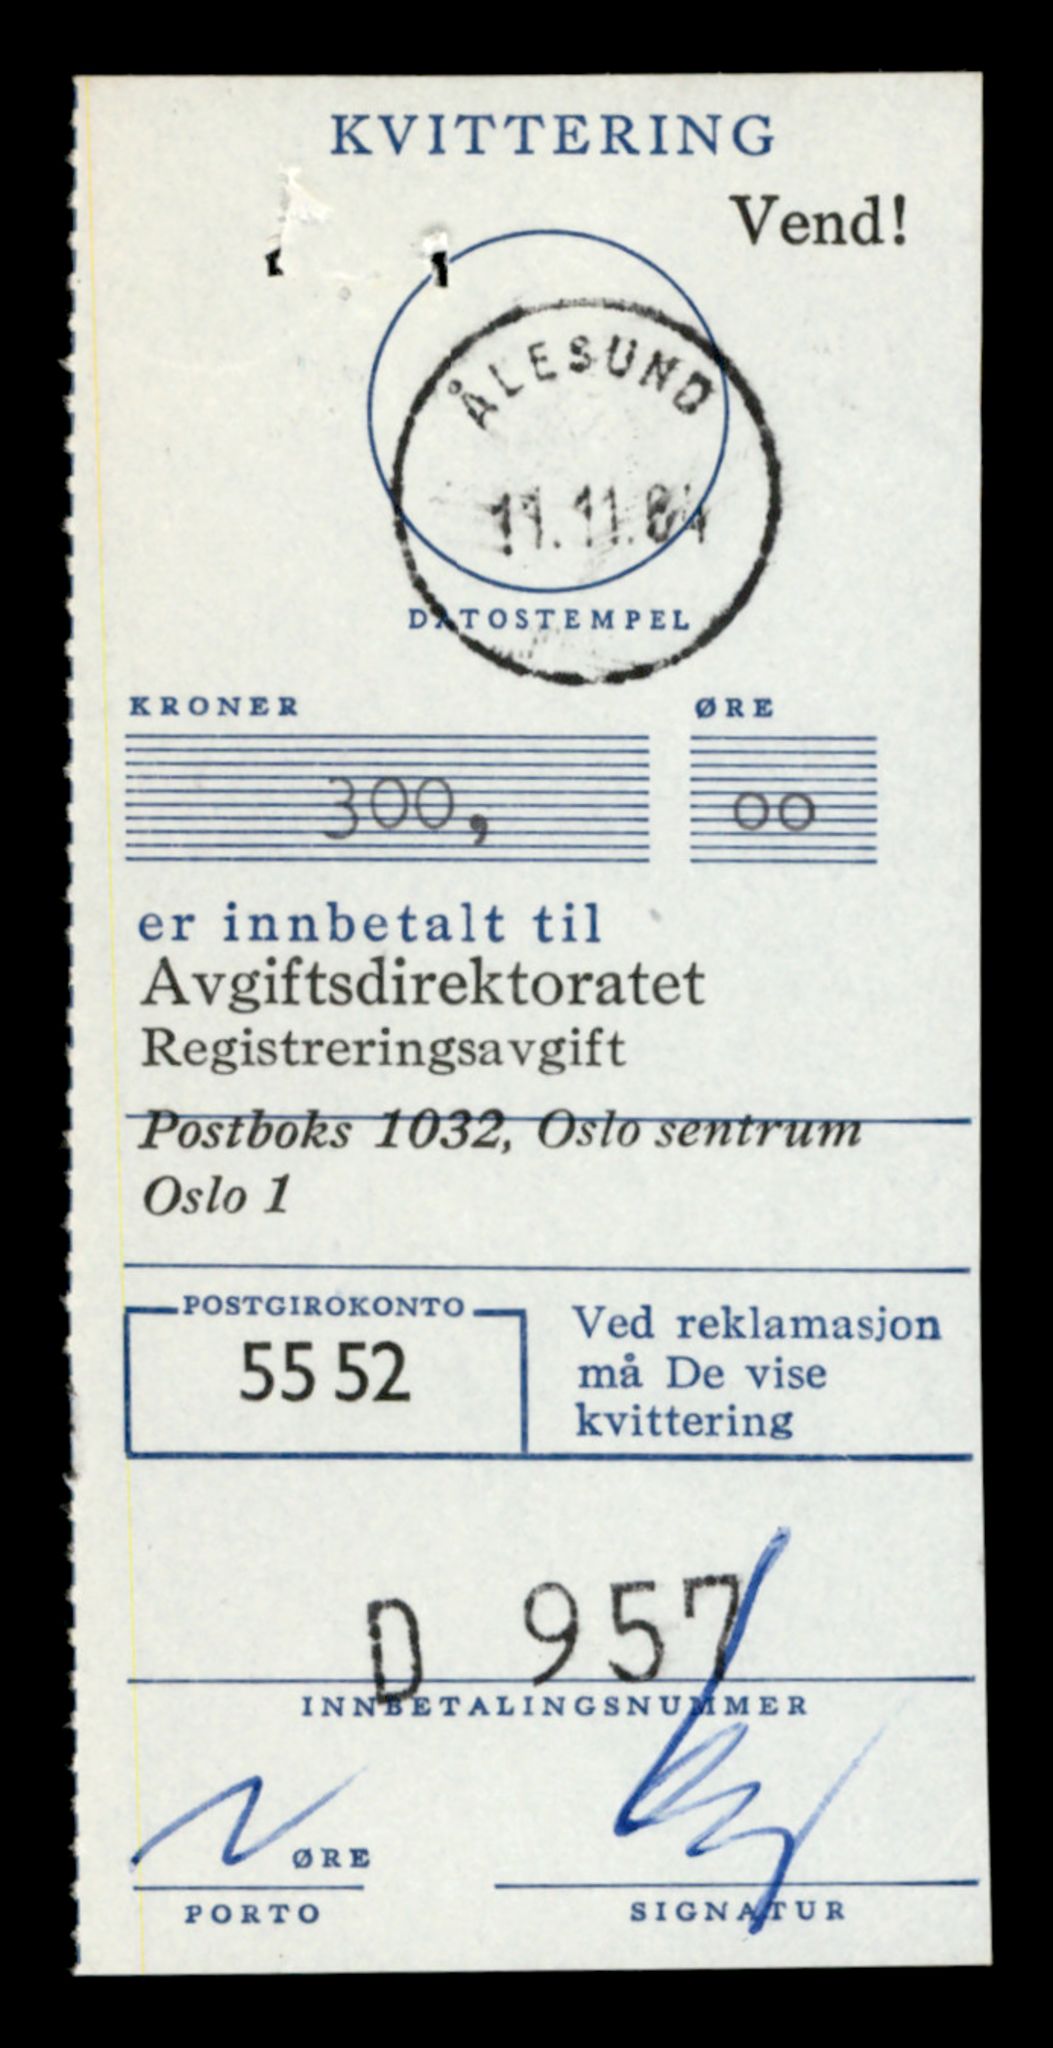 KVITTERING
Vend!
ÅLESUND
11.11.64
DATOSTEMPEL
KRONER ØRE
300, 00
er innbetalt til
Avgiftsdirektoratet
Registreringsavgift
Postboks 1032, Oslo sentrum
Oslo 1
POSTGIROKONTO
55 52
Ved reklamasjon
må De vise
kvittering
D 957
INNBETALINGSNUMMER
ØRE
PORTO
SIGNATUR